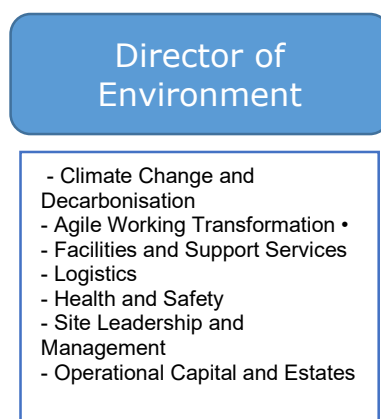 Director of
Environment
- Climate Change and
Decarbonisation
- Agile Working Transformation •
- Facilities and Support Services
- Logistics
- Health and Safety
- Site Leadership and
Management
- Operational Capital and Estates